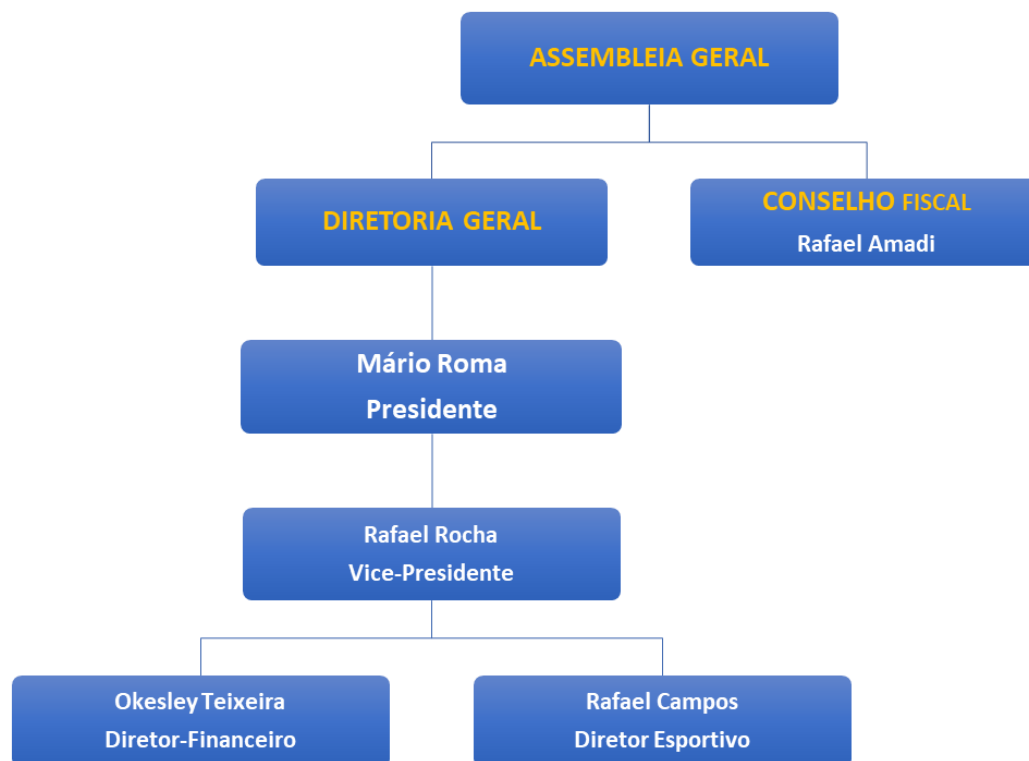 ASSEMBLEIA GERAL
DIRETORIA GERAL
CONSELHO FISCAL
Rafael Amadi
Mário Roma
Presidente
Rafael Rocha
Vice-Presidente
Okesley Teixeira
Diretor-Financeiro
Rafael Campos
Diretor Esportivo